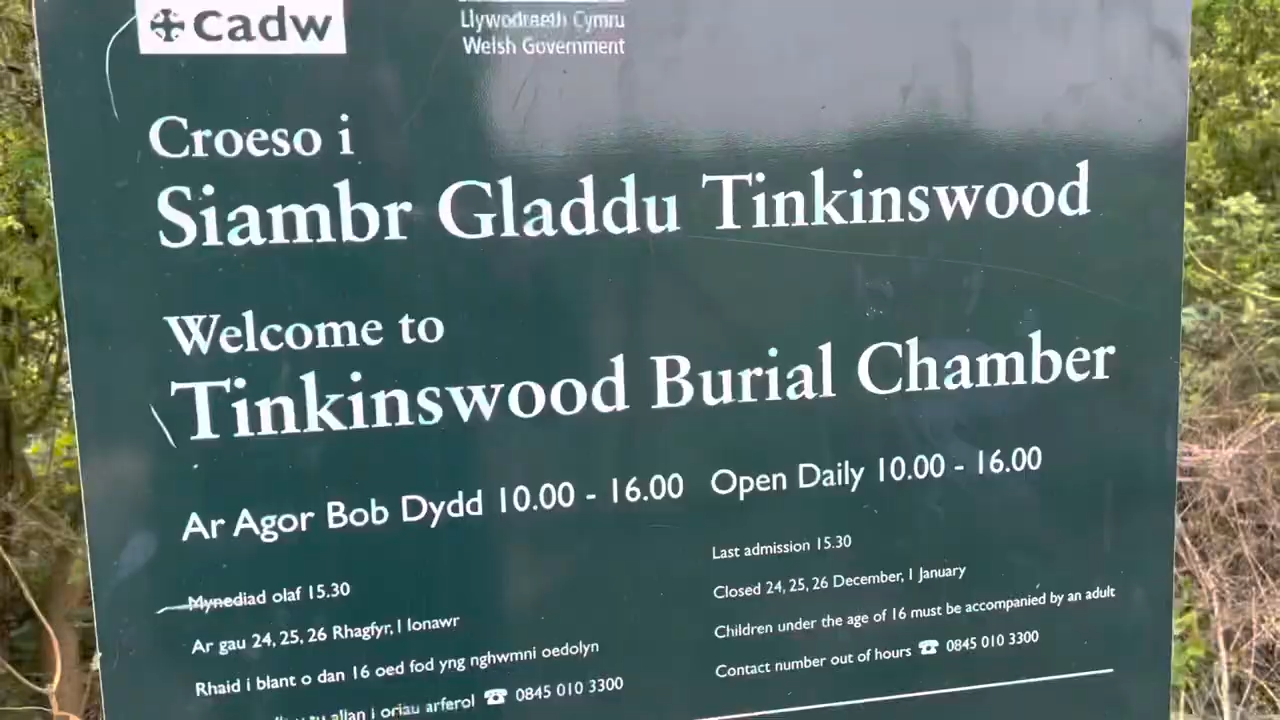 Cadw
Llywodraeth Cymru
Welsh Government
Croeso i
Siambr Gladdu Tinkinswood
Welcome to
Tinkinswood Burial Chamber
Ar Agor Bob Dydd 10.00 - 16.00
Open Daily 10.00 - 16.00
Mynediad olaf 15.30
Ar gau 24, 25, 26 Rhagfyr, 1 Ionawr
Rhaid i blant o dan 16 oed fod yng nghwmni oedolyn
tu allan i oriau arferol ☎ 0845 010 3300
Last admission 15.30
Closed 24, 25, 26 December, 1 January
Children under the age of 16 must be accompanied by an adult
Contact number out of hours ☎ 0845 010 3300